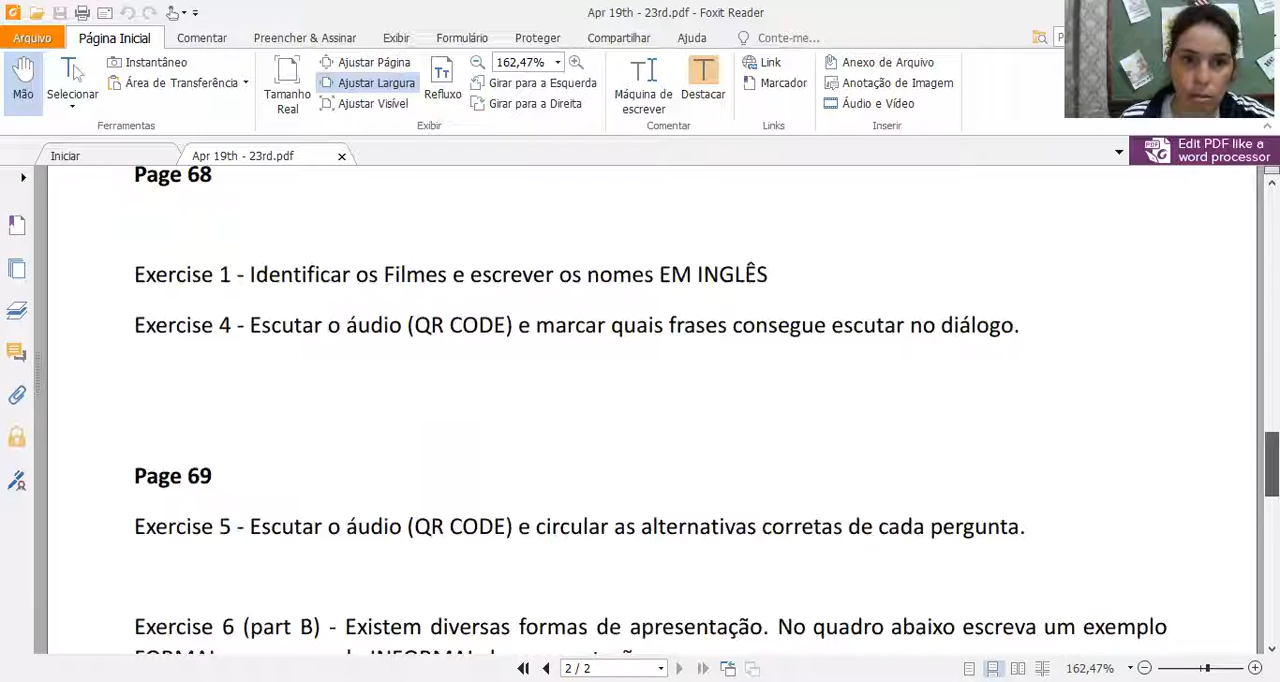 Apr 19th - 23rd.pdf - Foxit Reader
Arquivo Página Inicial Comentar Preencher & Assinar Exibir Formulário Proteger Compartilhar Ajuda Conte-me...
Mão
Selecionar
Instantâneo
Área de Transferência
Ferramentas
Tamanho Real
Ajustar Página
Ajustar Largura
Ajustar Visível
Refluxo
162,47%
Girar para a Esquerda
Girar para a Direita
Exibir
Máquina de escrever
Destacar
Comentar
Link
Marcador
Links
Anexo de Arquivo
Anotação de Imagem
Áudio e Vídeo
Inserir
Iniciar
Apr 19th - 23rd.pdf
Edit PDF like a
word processor
Page 68
Exercise 1 - Identificar os Filmes e escrever os nomes EM INGLÊS
Exercise 4 - Escutar o áudio (QR CODE) e marcar quais frases consegue escutar no diálogo.
Page 69
Exercise 5 - Escutar o áudio (QR CODE) e circular as alternativas corretas de cada pergunta.
Exercise 6 (part B) - Existem diversas formas de apresentação. No quadro abaixo escreva um exemplo
2 / 2
162,47%